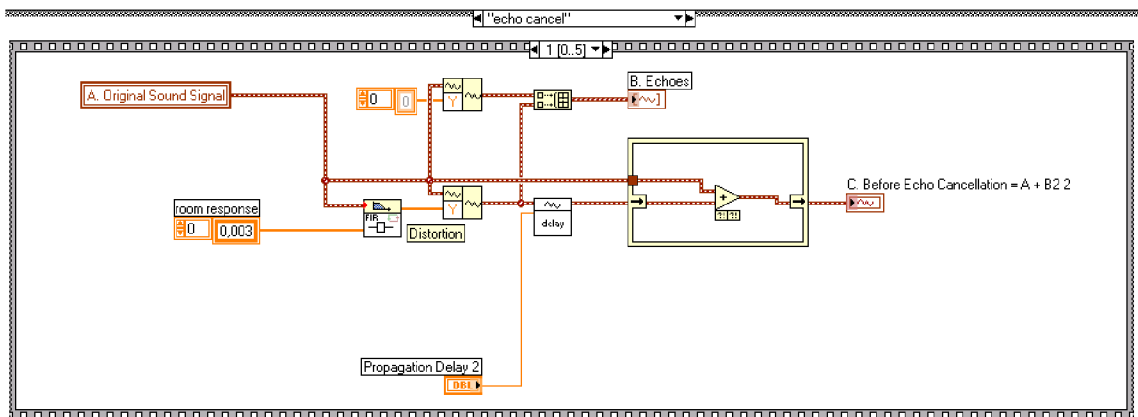 "echo cancel"
1 [0..5]
A. Original Sound Signal
0
0
Y
B. Echoes
C. Before Echo Cancellation = A + B2 2
room response
0
0,003
FIR
Y
Distortion
delay
+
?! ?!
Propagation Delay 2
DBL